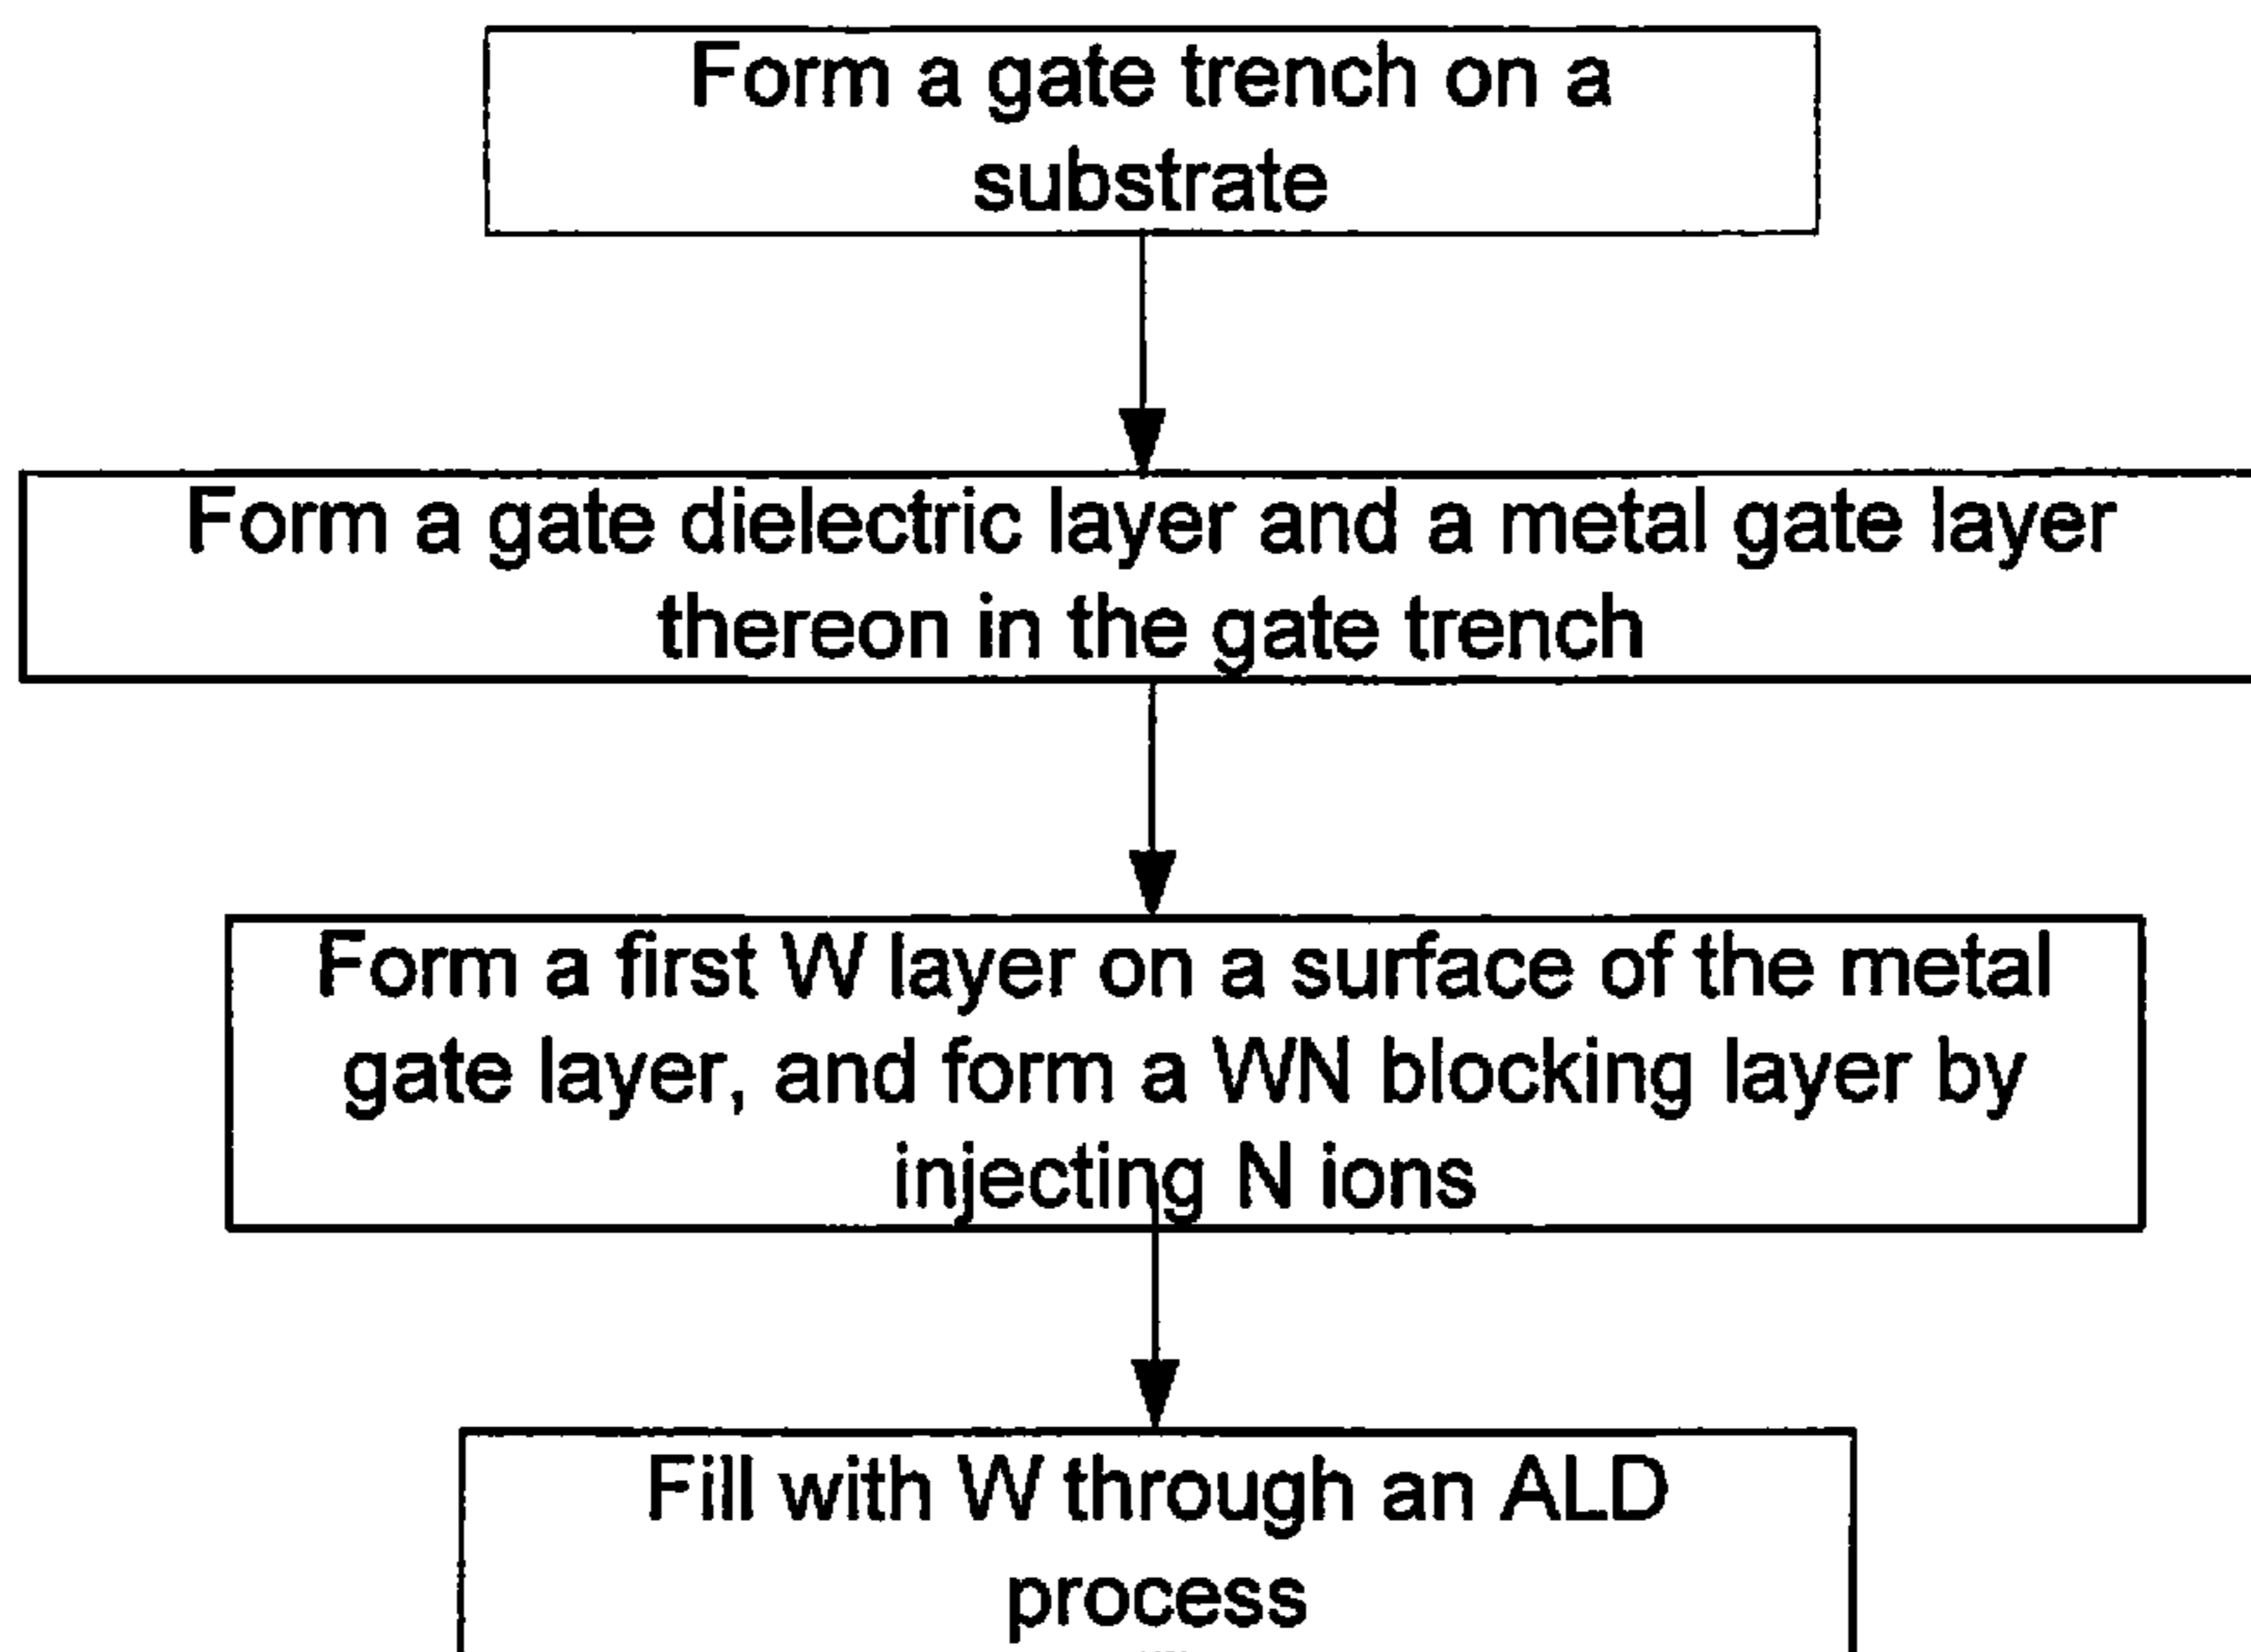 Form a gate trench on a
substrate
Form a gate dielectric layer and a metal gate layer
thereon in the gate trench
Form a first W layer on a surface of the metal
gate layer, and form a WN blocking layer by
injecting N ions
Fill with W through an ALD
process